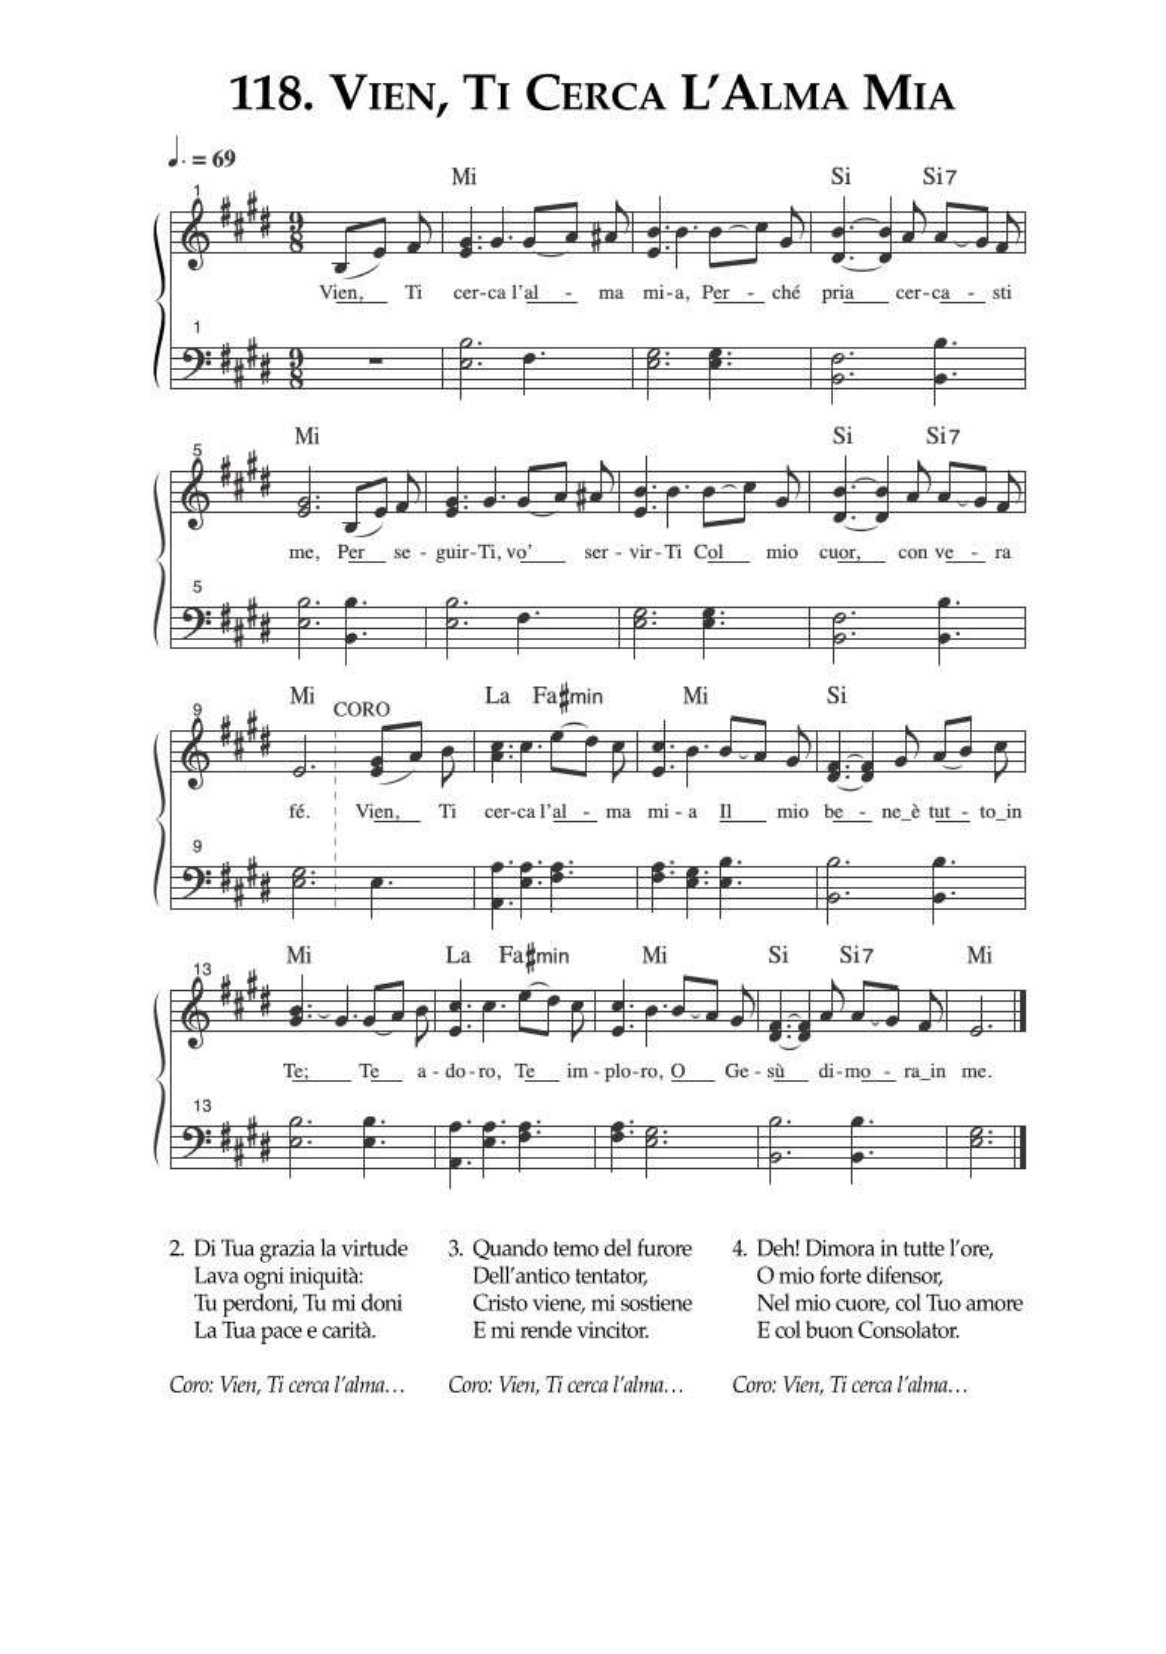 118. Vien, Ti Cerca L'Alma Mia
♩. = 69
Mi Si Si7
1
9 8
Vien, Ti cer-ca l'al - ma mi-a, Per - ché pria cer-ca - sti
1
9 8
Mi Si Si7
5
me, Per se - guir-Ti, vo' ser - vir-Ti Col mio cuor, con ve - ra
5
Mi La Fa♯min Mi Si
CORO
9
fé. Vien, Ti cer-ca l'al - ma mi - a Il mio be - ne_è tut - to_in
9
Mi La Fa♯min Mi Si Si7 Mi
13
Te; Te a - do-ro, Te im - plo-ro, O Ge - sù di-mo - ra_in me.
13
2. Di Tua grazia la virtude
Lava ogni iniquità:
Tu perdoni, Tu mi doni
La Tua pace e carità.
Coro: Vien, Ti cerca l'alma…
3. Quando temo del furore
Dell'antico tentator,
Cristo viene, mi sostiene
E mi rende vincitor.
Coro: Vien, Ti cerca l'alma…
4. Deh! Dimora in tutte l'ore,
O mio forte difensor,
Nel mio cuore, col Tuo amore
E col buon Consolator.
Coro: Vien, Ti cerca l'alma…